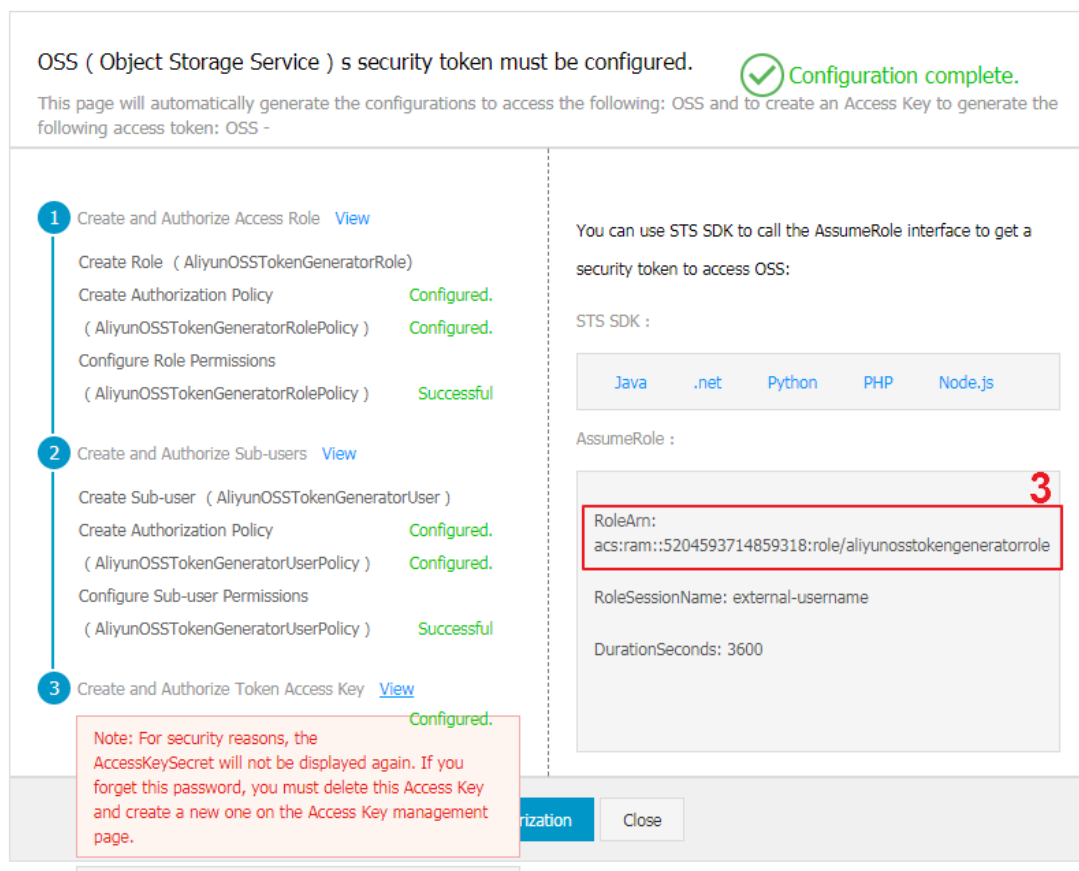 OSS ( Object Storage Service ) s security token must be configured.
Configuration complete.
This page will automatically generate the configurations to access the following: OSS and to create an Access Key to generate the
following access token: OSS -
1 Create and Authorize Access Role View
Create Role ( AliyunOSSTokenGeneratorRole)
Create Authorization Policy Configured.
( AliyunOSSTokenGeneratorRolePolicy ) Configured.
Configure Role Permissions
( AliyunOSSTokenGeneratorRolePolicy ) Successful
2 Create and Authorize Sub-users View
Create Sub-user ( AliyunOSSTokenGeneratorUser )
Create Authorization Policy Configured.
( AliyunOSSTokenGeneratorUserPolicy ) Configured.
Configure Sub-user Permissions
( AliyunOSSTokenGeneratorUserPolicy ) Successful
3 Create and Authorize Token Access Key View
Configured.
Note: For security reasons, the
AccessKeySecret will not be displayed again. If you
forget this password, you must delete this Access Key
and create a new one on the Access Key management
page.
You can use STS SDK to call the AssumeRole interface to get a
security token to access OSS:
STS SDK :
Java .net Python PHP Node.js
AssumeRole :
3
RoleArn:
acs:ram::5204593714859318:role/aliyunosstokengeneratorrole
RoleSessionName: external-username
DurationSeconds: 3600
rization Close